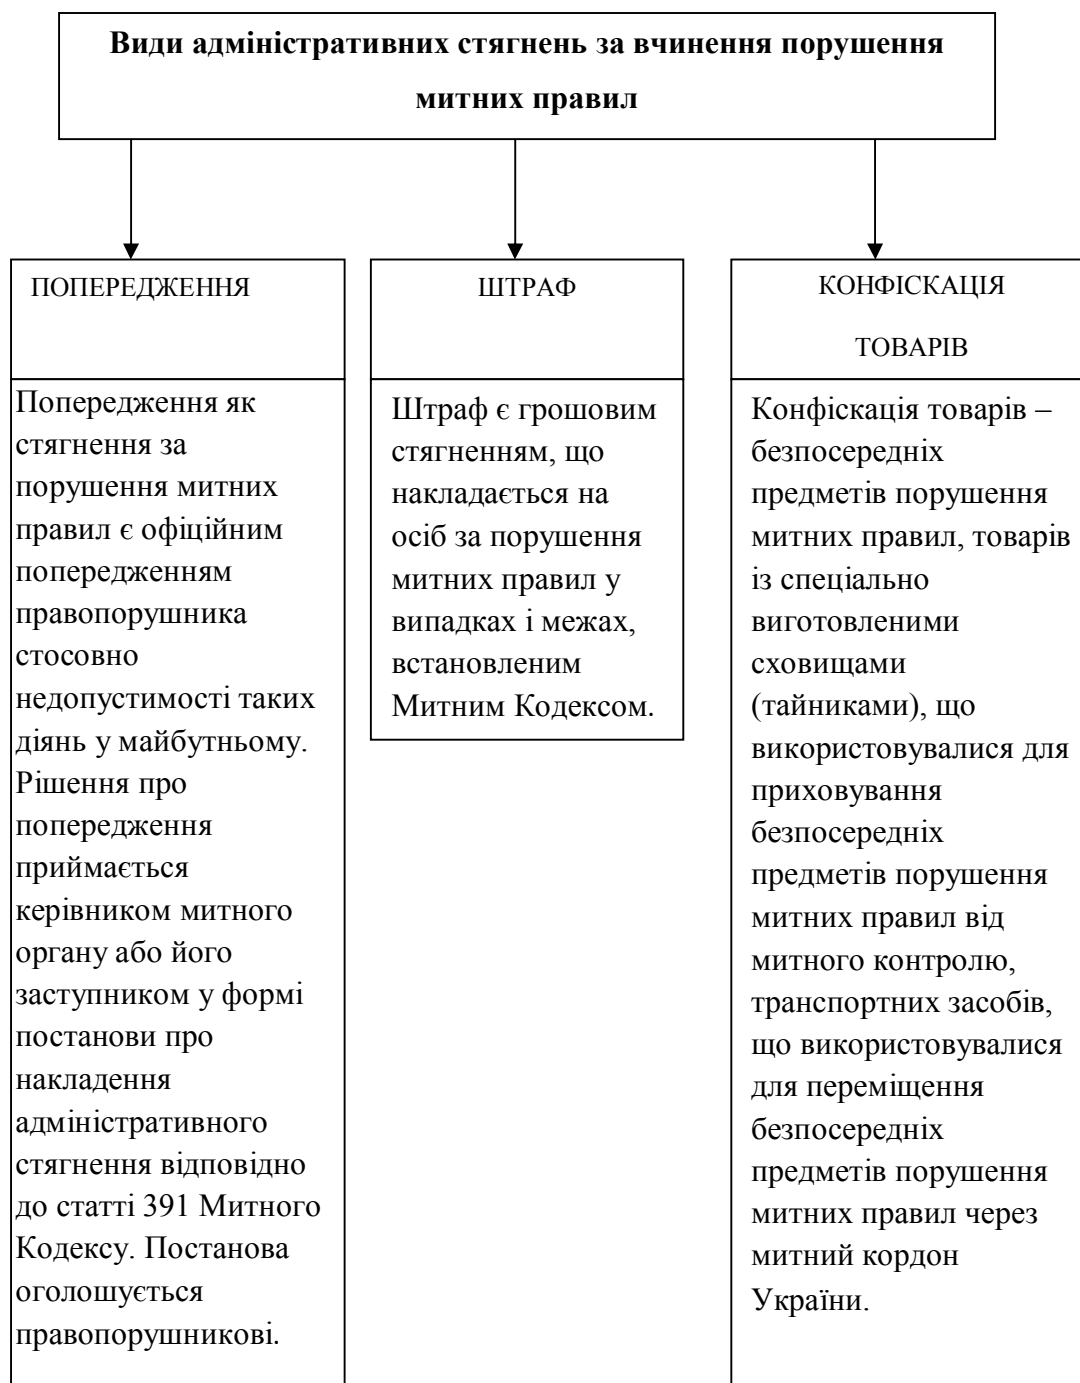 Види адміністративних стягнень за вчинення порушення
митних правил
ПОПЕРЕДЖЕННЯ
Попередження як
стягнення за
порушення митних
правил є офіційним
попередженням
правопорушника
стосовно
недопустимості таких
діянь у майбутньому.
Рішення про
попередження
приймається
керівником митного
органу або його
заступником у формі
постанови про
накладення
адміністративного
стягнення відповідно
до статті 391 Митного
Кодексу. Постанова
оголошується
правопорушникові.
ШТРАФ
Штраф є грошовим
стягненням, що
накладається на
осіб за порушення
митних правил у
випадках і межах,
встановленим
Митним Кодексом.
КОНФІСКАЦІЯ
ТОВАРІВ
Конфіскація товарів –
безпосередніх
предметів порушення
митних правил, товарів
із спеціально
виготовленими
сховищами
(тайниками), що
використовувалися для
приховування
безпосередніх
предметів порушення
митних правил від
митного контролю,
транспортних засобів,
що використовувалися
для переміщення
безпосередніх
предметів порушення
митних правил через
митний кордон
України.